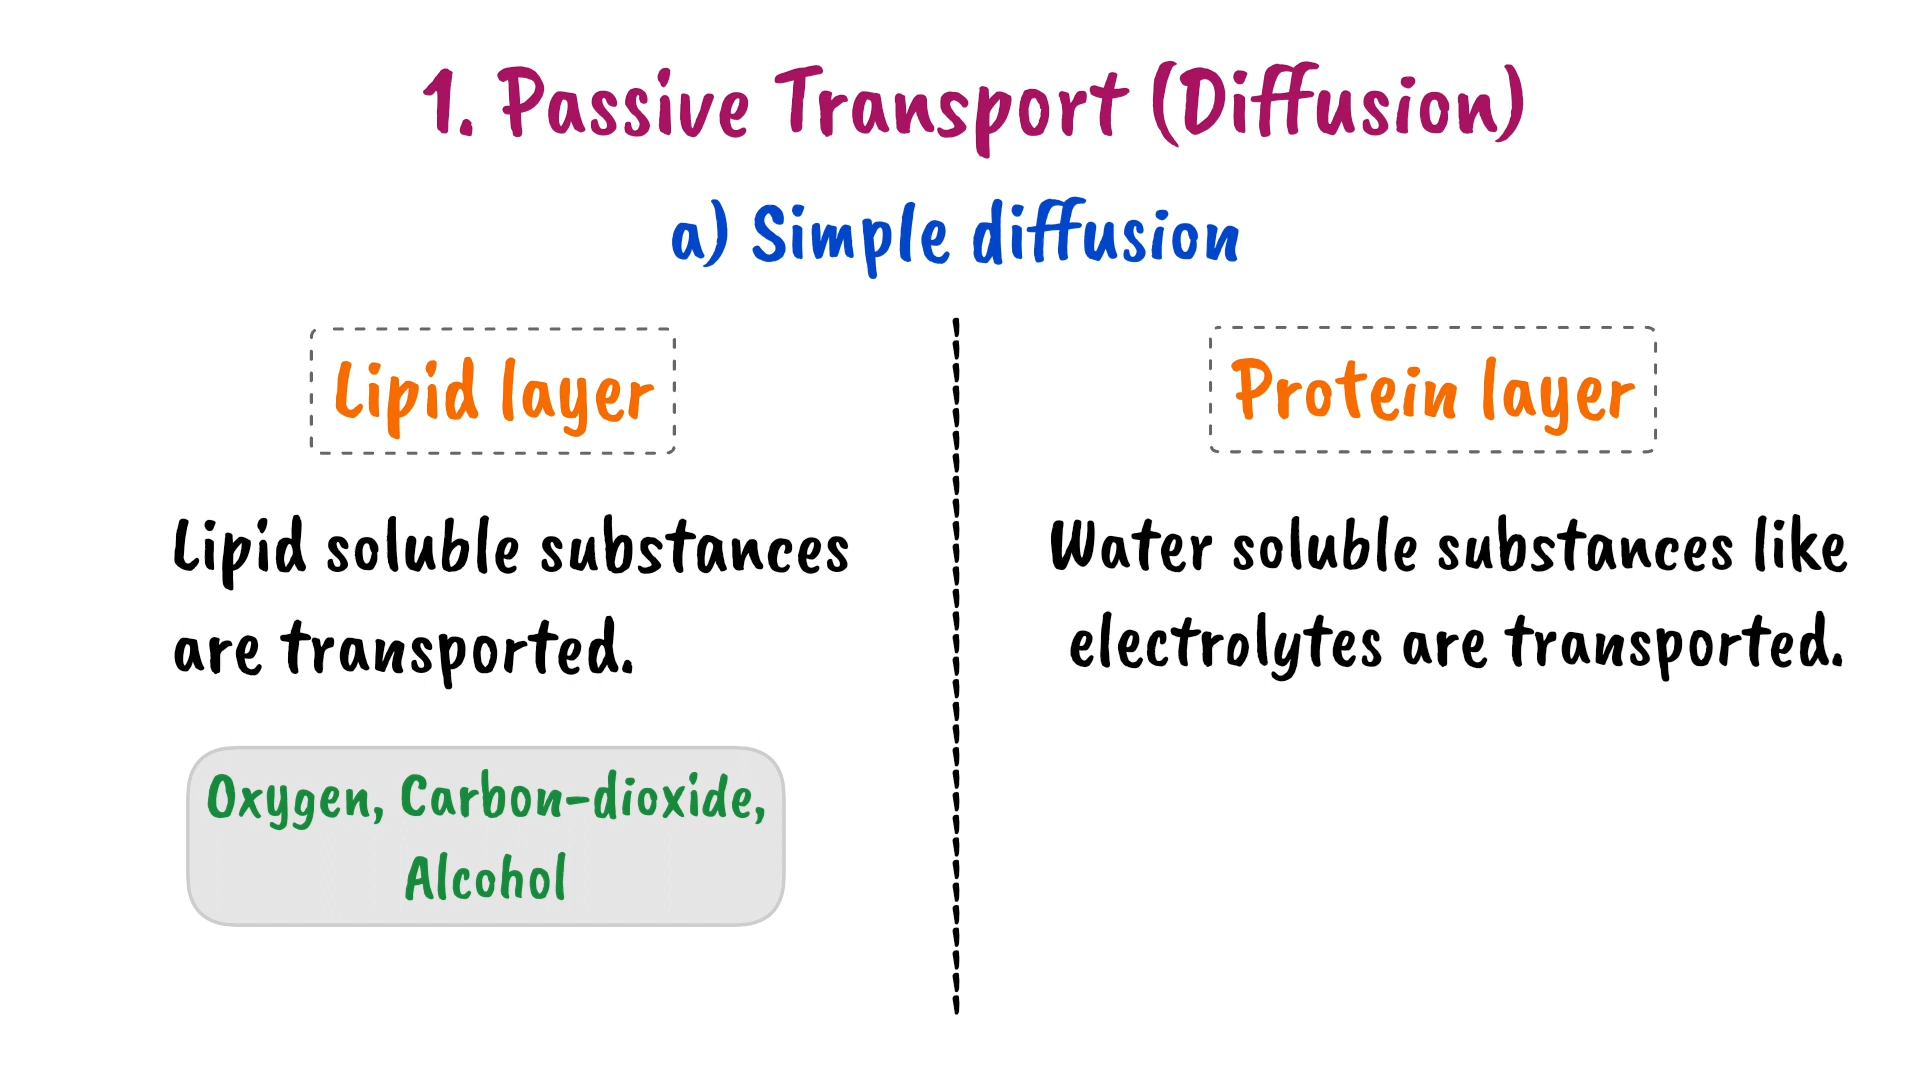 1. Passive Transport (Diffusion)
a) Simple diffusion
Lipid layer
Lipid soluble substances
are transported.
Oxygen, Carbon-dioxide,
Alcohol
Protein layer
Water soluble substances like
electrolytes are transported.